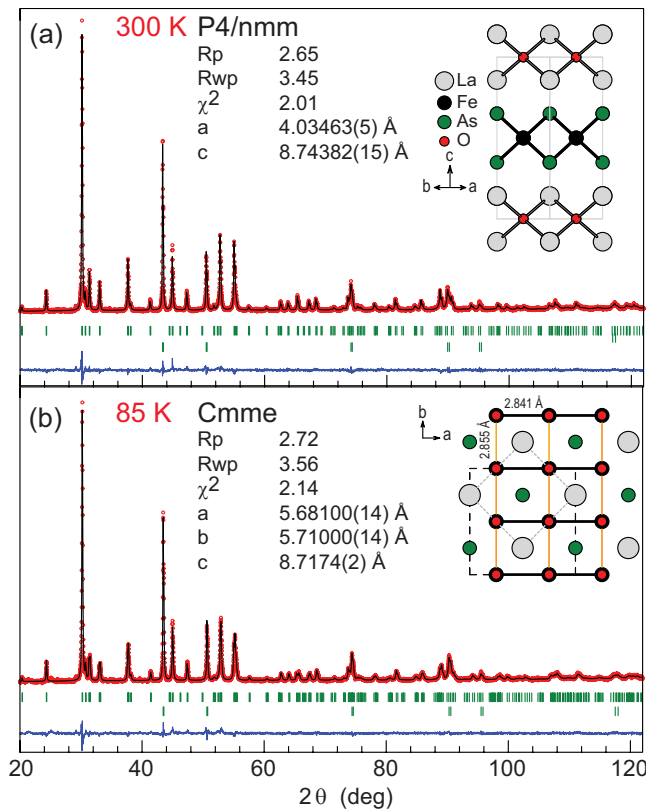 (a) 300 K P4/nmm
Rp 2.65
Rwp 3.45
χ² 2.01
a 4.03463(5) Å
c 8.74382(15) Å
La
Fe
As
O
c
b a
(b) 85 K Cmme
Rp 2.72
Rwp 3.56
χ² 2.14
a 5.68100(14) Å
b 5.71000(14) Å
c 8.7174(2) Å
b
a
2.841 Å
2.855 Å
20 40 60 80 100 120
2θ (deg)